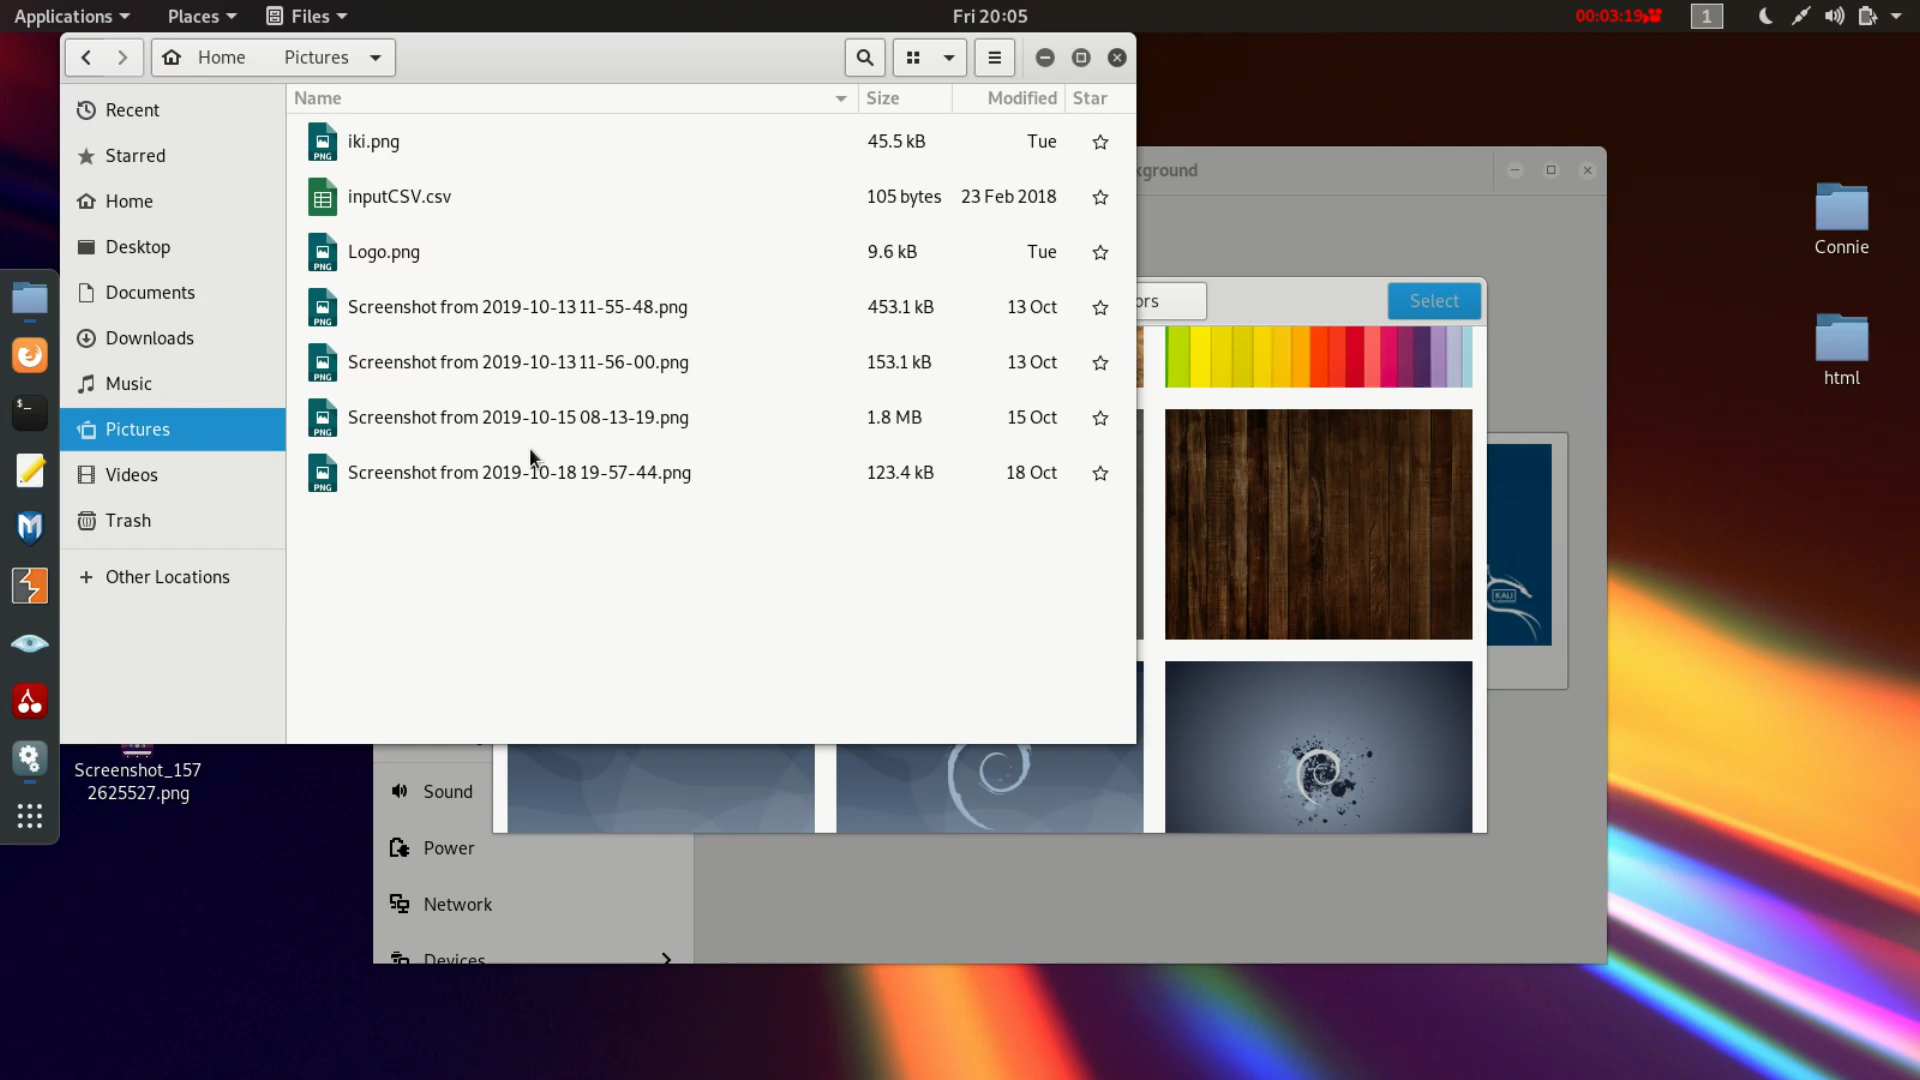 Applications Places Files Fri 20:05 00:03:19 1
Home Pictures
Name Size Modified Star
Recent
Starred
Home
Desktop
Documents
Downloads
Music
Pictures
Videos
Trash
Other Locations
iki.png 45.5 kB Tue
inputCSV.csv 105 bytes 23 Feb 2018
Logo.png 9.6 kB Tue
Screenshot from 2019-10-13 11-55-48.png 453.1 kB 13 Oct
Screenshot from 2019-10-13 11-56-00.png 153.1 kB 13 Oct
Screenshot from 2019-10-15 08-13-19.png 1.8 MB 15 Oct
Screenshot from 2019-10-18 19-57-44.png 123.4 kB 18 Oct
kground
ors Select
KALI
Connie
html
Screenshot_157
2625527.png
Sound
Power
Network
Devices